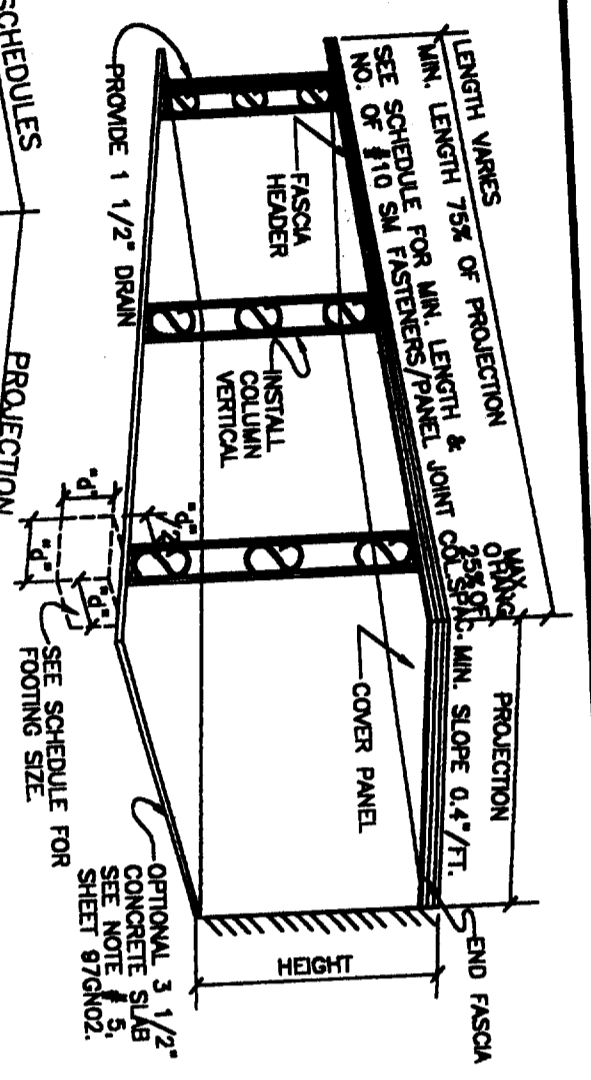 LENGTH VARIES
MIN. LENGTH 75% OF PROJECTION
SEE SCHEDULE FOR MIN. LENGTH &
NO. OF #10 SM FASTENERS/PANEL JOINT
MAX
O'HANG
25% OF
COL.SPAC.
PROJECTION
MIN. SLOPE 0.4"/FT.
END FASCIA
FASCIA
HEADER
INSTALL
COLUMN
VERTICAL
COVER PANEL
HEIGHT
PROVIDE 1 1/2" DRAIN
"d"/2
"d"
"d"
"d"
SEE SCHEDULE FOR
FOOTING SIZE.
OPTIONAL 3 1/2"
CONCRETE SLAB
SEE NOTE # 5,
SHEET 97GN02.
SCHEDULES
PROJECTION